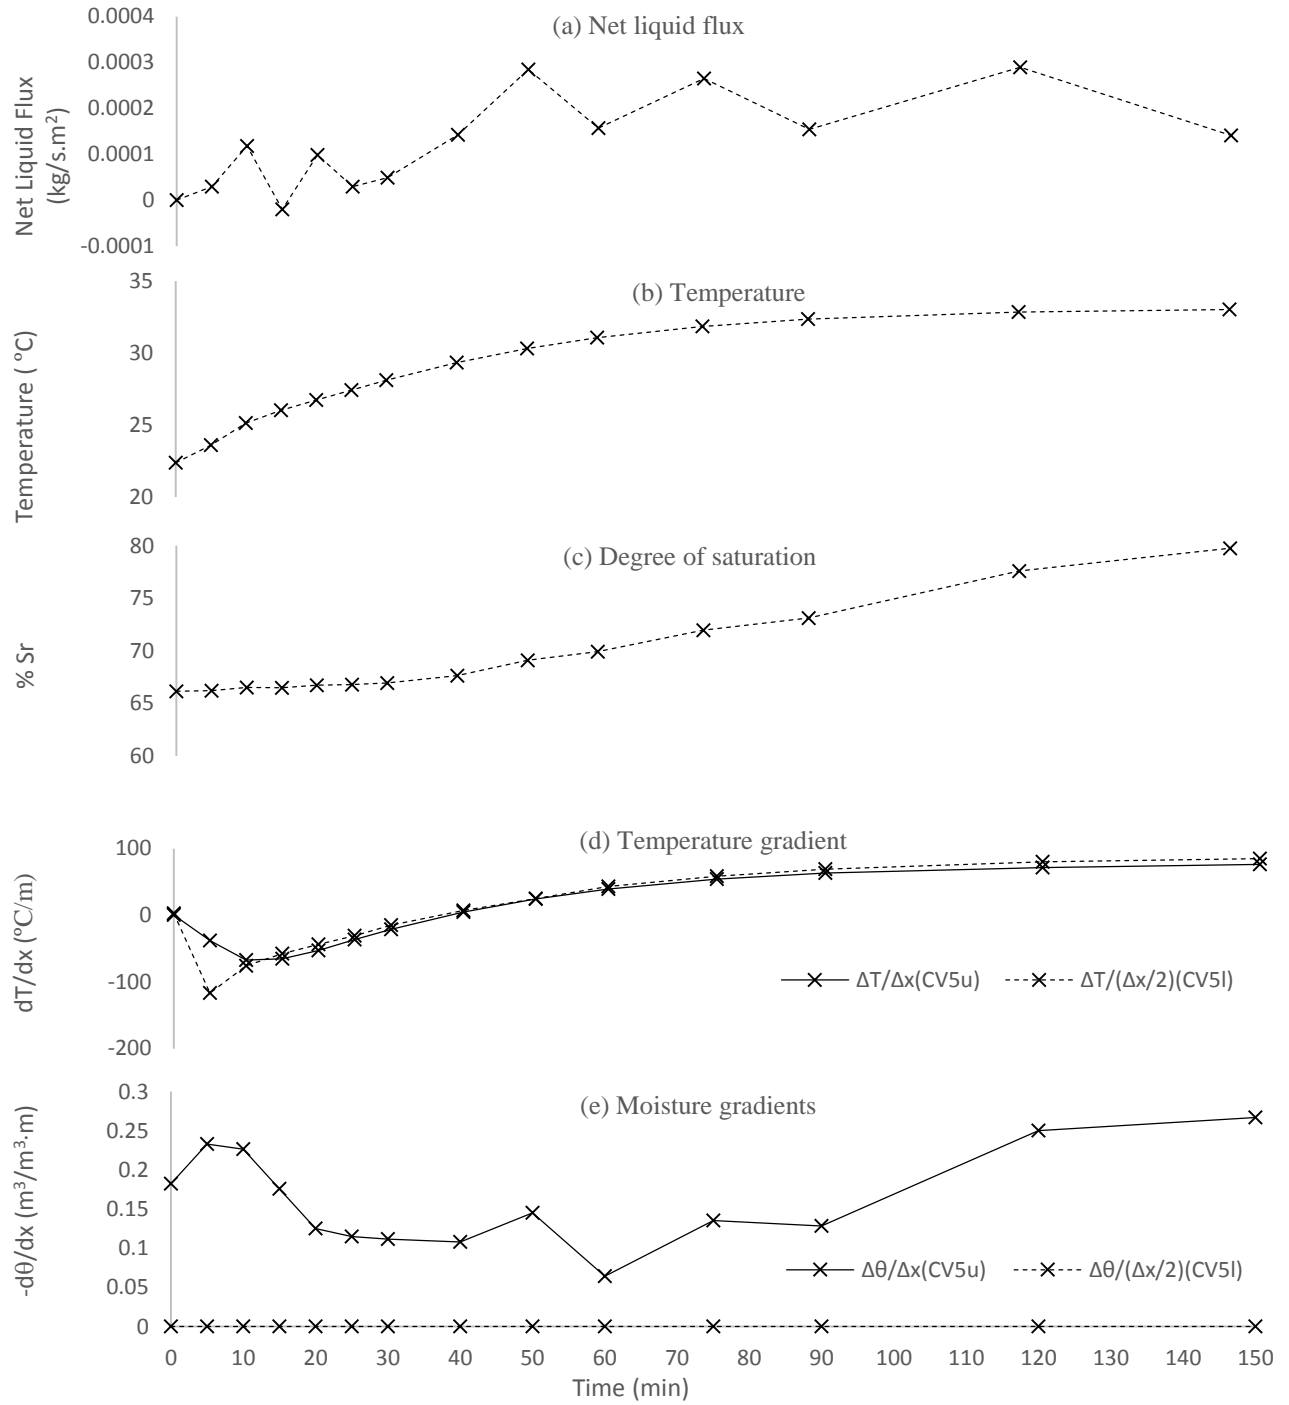 (a) Net liquid flux
Net Liquid Flux
(kg/s.m²)
0.0004
0.0003
0.0002
0.0001
0
-0.0001
(b) Temperature
Temperature ( °C)
35
30
25
20
(c) Degree of saturation
% Sr
80
75
70
65
60
(d) Temperature gradient
dT/dx (°C/m)
100
0
-100
-200
ΔT/Δx(CV5u) ΔT/(Δx/2)(CV5l)
(e) Moisture gradients
-dθ/dx (m³/m³·m)
0.3
0.25
0.2
0.15
0.1
0.05
0
Δθ/Δx(CV5u) Δθ/(Δx/2)(CV5l)
0 10 20 30 40 50 60 70 80 90 100 110 120 130 140 150
Time (min)